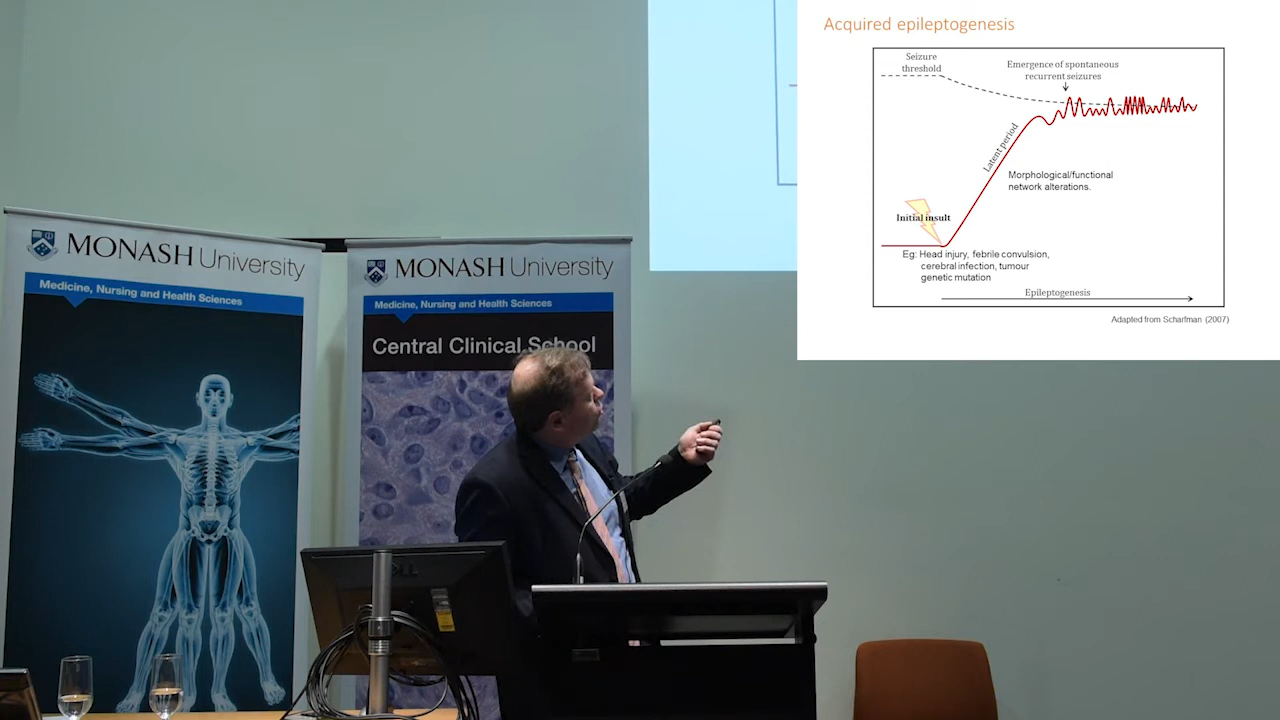 Acquired epileptogenesis
Seizure
threshold
Emergence of spontaneous
recurrent seizures
Latent period
Morphological/functional
network alterations.
Initial insult
Eg: Head injury, febrile convulsion,
cerebral infection, tumour
genetic mutation
Epileptogenesis
Adapted from Scharfman (2007)
MONASH University
Medicine, Nursing and Health Sciences
MONASH University
Medicine, Nursing and Health Sciences
Central Clinical School
DELL